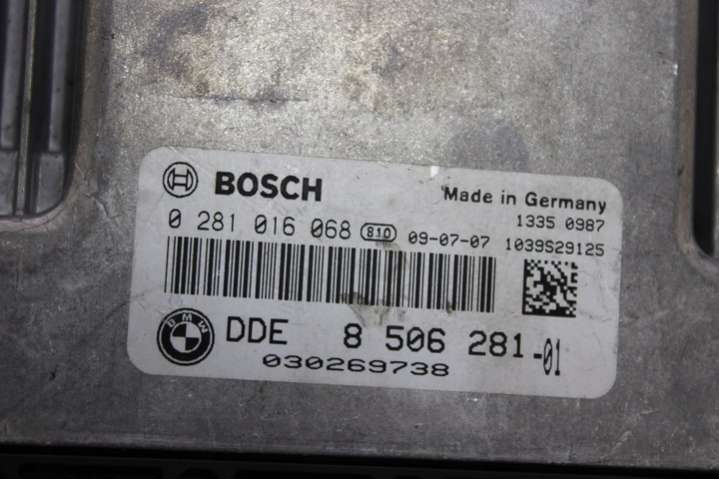 BOSCH Made in Germany
1335 0987
0 281 016 068 810 09-07-07 1039S29125
BMW DDE 8 506 281-01
030269738